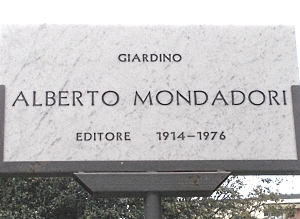 GIARDINO
ALBERTO MONDADORI
EDITORE 1914-1976